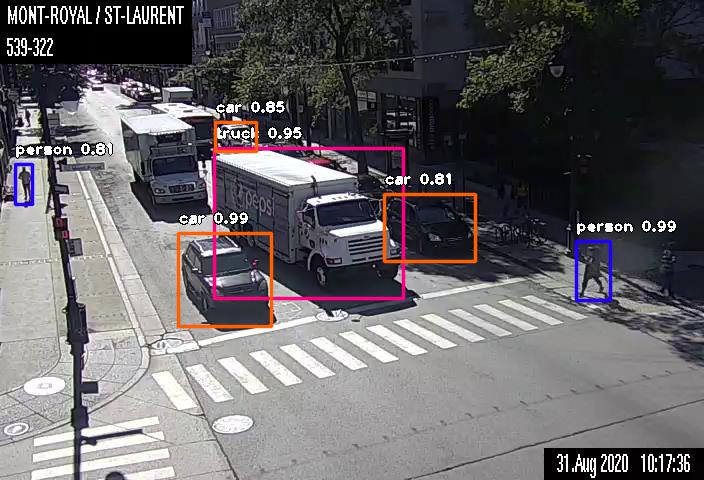 MONT-ROYAL / ST-LAURENT
539-322
car 0.85
truck 0.95
person 0.81
car 0.81
pepsi
car 0.99
person 0.99
31.Aug 2020 10:17:36